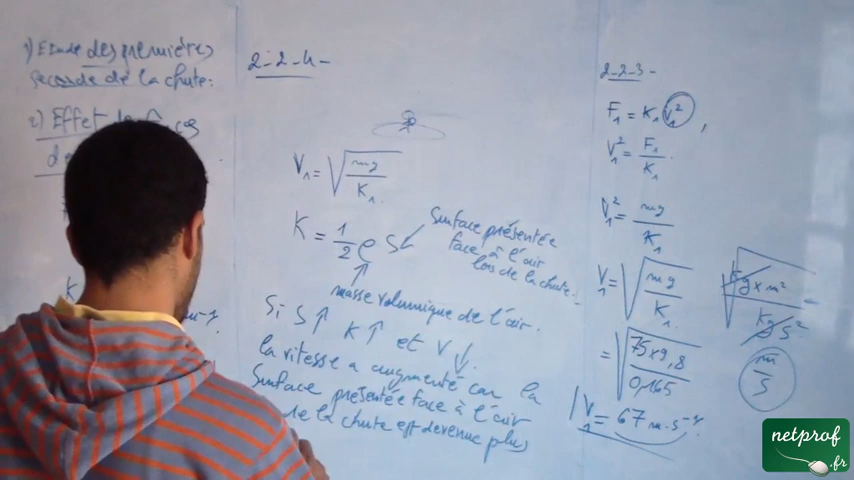 1) Etude des premières
seconde de la chute:
2) Effet de
2-2-4-
V₁ = √(mg/K₁)
K = 1/2 ρ S
Surface présentée
face à l'air
lors de la chute.
masse volumique de l'air.
Si S ↑ K ↑ et V ↓
la vitesse a augmenté car la
Surface présentée face à l'air
de la chute est devenue plus
2-2-3-
F₁ = K₁ V₁²,
V₁² = F₁/K₁
V₁² = mg/K₁
V₁ = √(mg/K₁)
= √(75×9,8/0,165)
V₁ = 67 m.s⁻¹
m/s
netprof
.fr